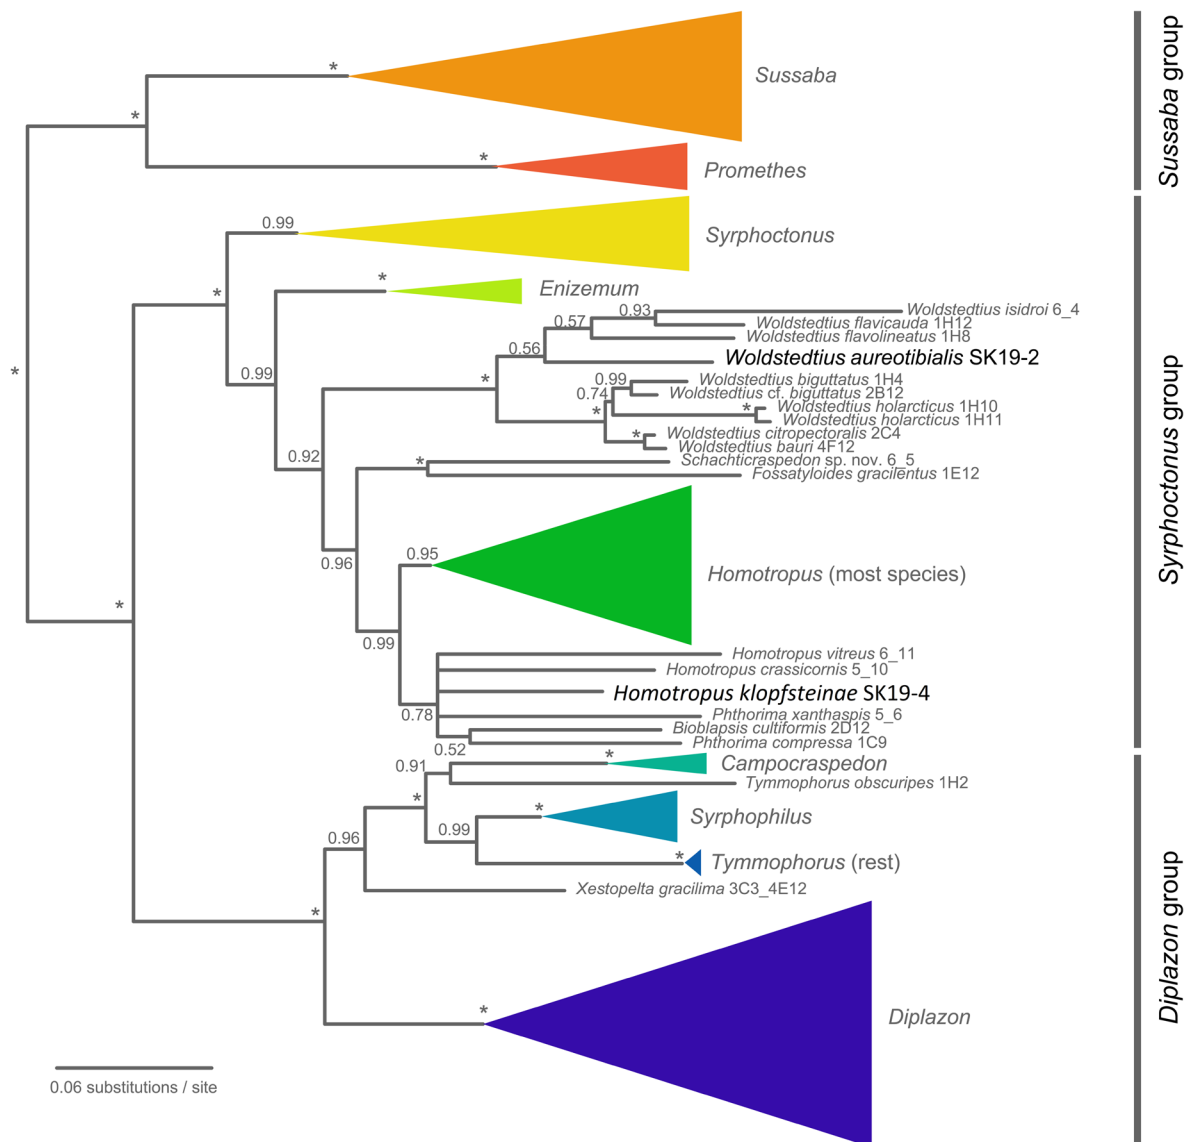 *
Sussaba
*
*
Promethes
Sussaba group
0.99
Syrphoctonus
*
*
Enizemum
0.93
Woldstedtius isidroi 6_4
0.57
Woldstedtius flavicauda 1H12
Woldstedtius flavolineatus 1H8
0.56
Woldstedtius aureotibialis SK19-2
*
0.99
Woldstedtius biguttatus 1H4
0.74
Woldstedtius cf. biguttatus 2B12
*
*
Woldstedtius holarcticus 1H10
Woldstedtius holarcticus 1H11
*
Woldstedtius citropectoralis 2C4
Woldstedtius bauri 4F12
0.99
*
0.92
*
Schachticraspedon sp. nov. 6_5
Fossatyloides gracilentus 1E12
0.96
0.95
Homotropus (most species)
0.99
Homotropus vitreus 6_11
Homotropus crassicornis 5_10
Homotropus klopfsteinae SK19-4
0.78
Phthorima xanthaspis 5_6
Bioblapsis cultiformis 2D12
Phthorima compressa 1C9
Syrphoctonus group
*
0.52
0.91
*
Campocraspedon
Tymmophorus obscuripes 1H2
*
*
Syrphophilus
0.96
0.99
*
Tymmophorus (rest)
Xestopelta gracilima 3C3_4E12
*
*
Diplazon
Diplazon group
0.06 substitutions / site